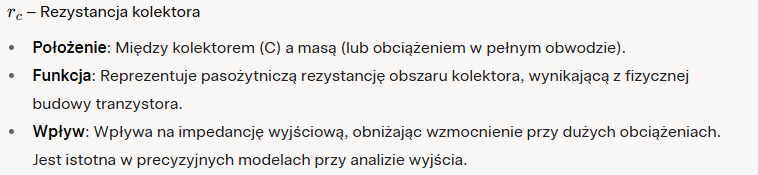 r_c – Rezystancja kolektora
• Położenie: Między kolektorem (C) a masą (lub obciążeniem w pełnym obwodzie).
• Funkcja: Reprezentuje pasożytniczą rezystancję obszaru kolektora, wynikającą z fizycznej
budowy tranzystora.
• Wpływ: Wpływa na impedancję wyjściową, obniżając wzmocnienie przy dużych obciążeniach.
Jest istotna w precyzyjnych modelach przy analizie wyjścia.